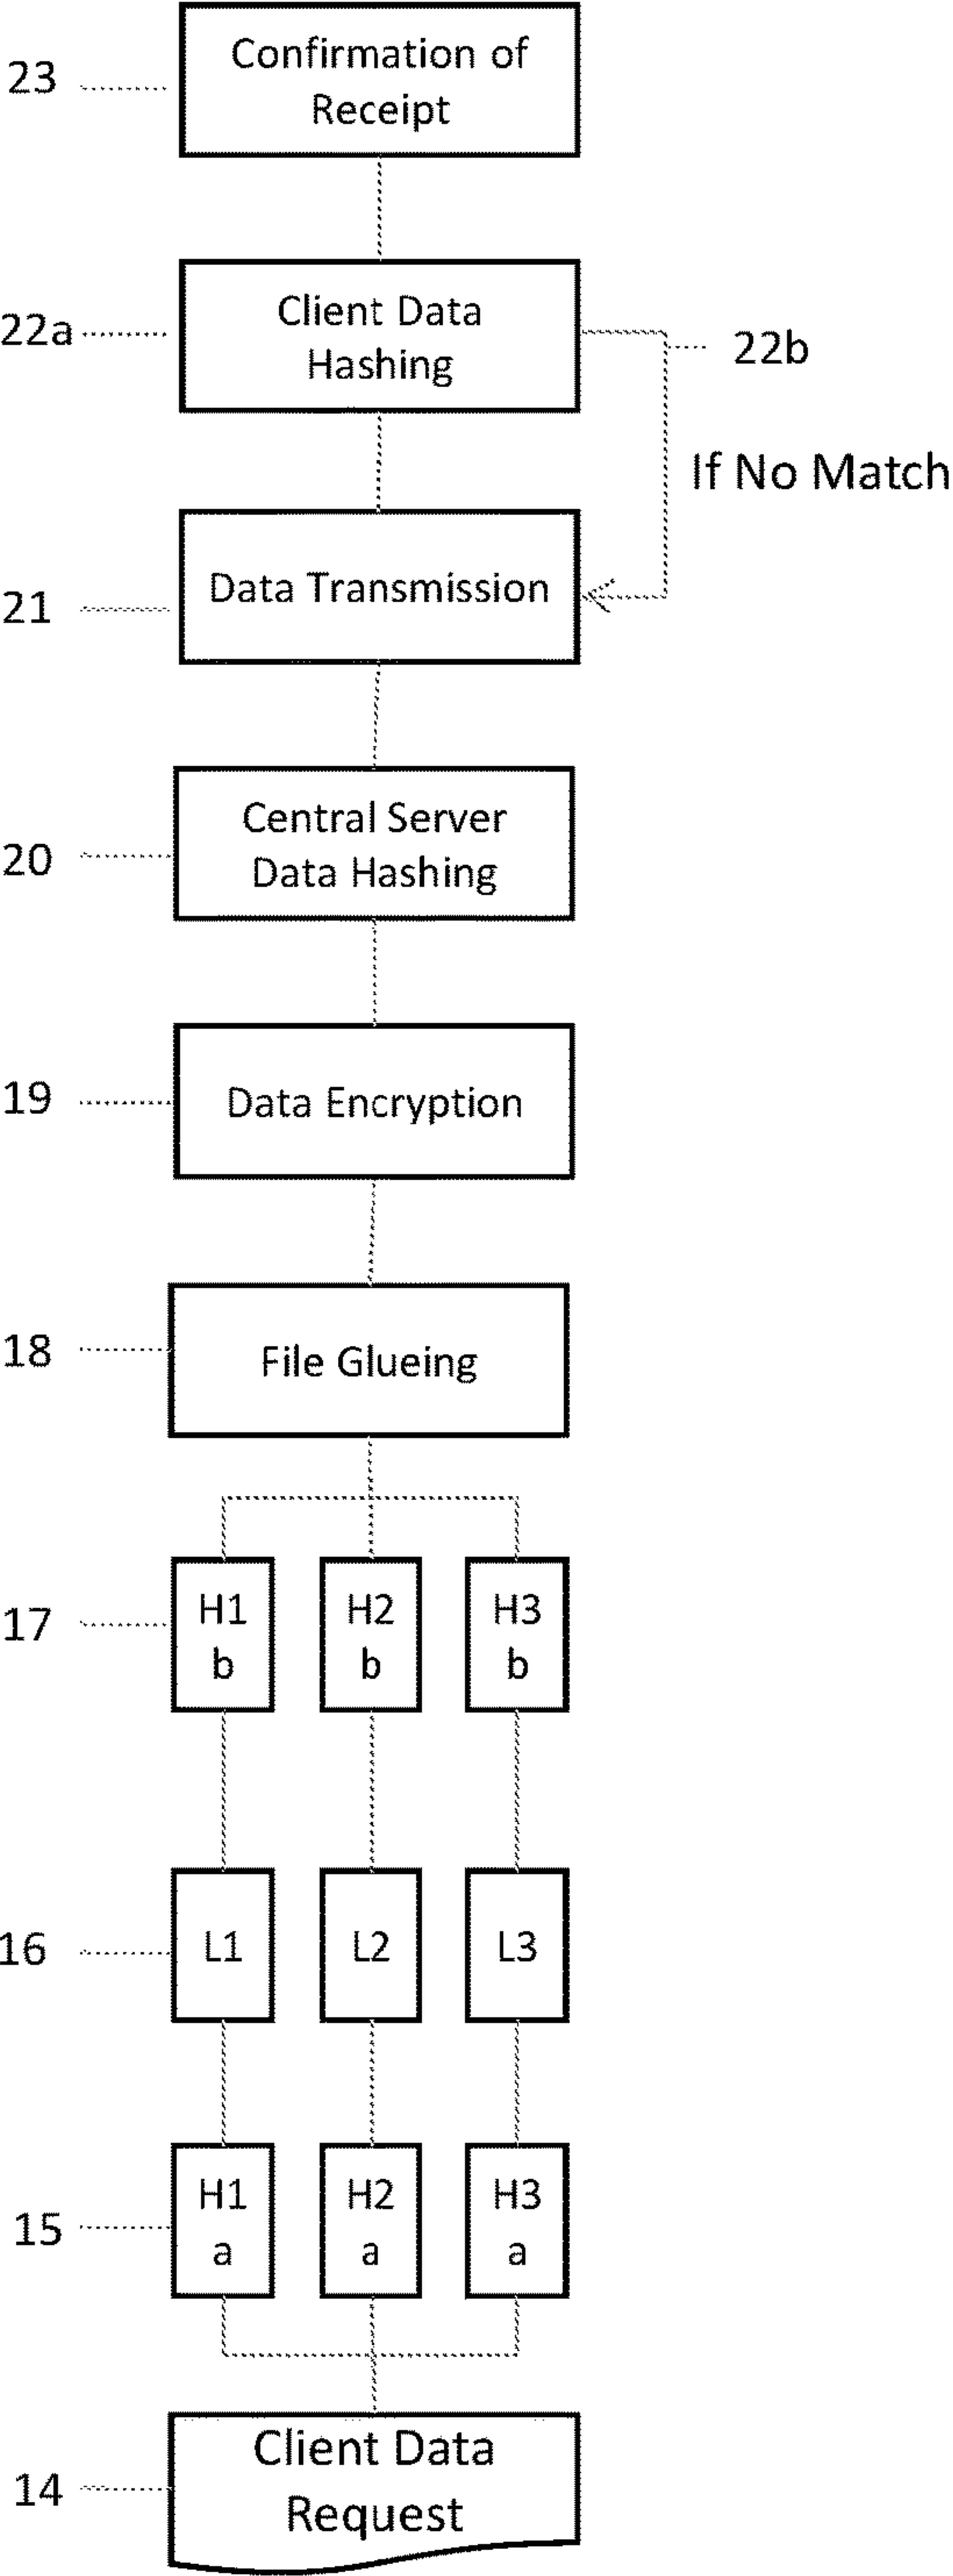 23
Confirmation of
Receipt
22a
Client Data
Hashing
22b
If No Match
21
Data Transmission
20
Central Server
Data Hashing
19
Data Encryption
18
File Glueing
17
H1
b
H2
b
H3
b
16
L1
L2
L3
15
H1
a
H2
a
H3
a
14
Client Data
Request